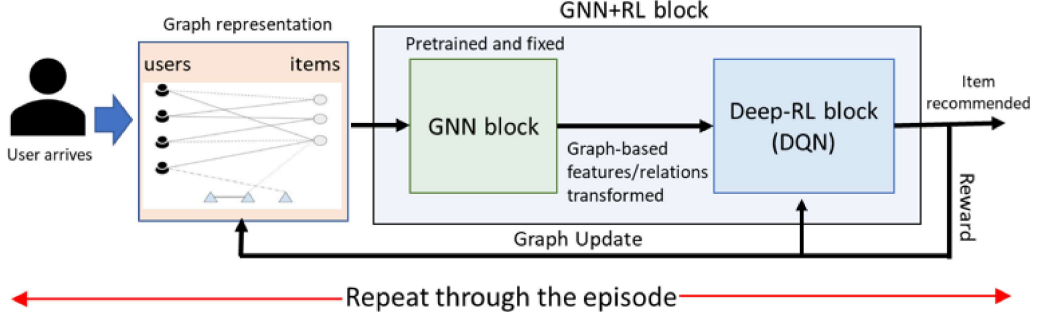 GNN+RL block
Graph representation
Pretrained and fixed
users
items
User arrives
GNN block
Graph-based
features/relations
transformed
Deep-RL block
(DQN)
Item
recommended
Reward
Graph Update
Repeat through the episode